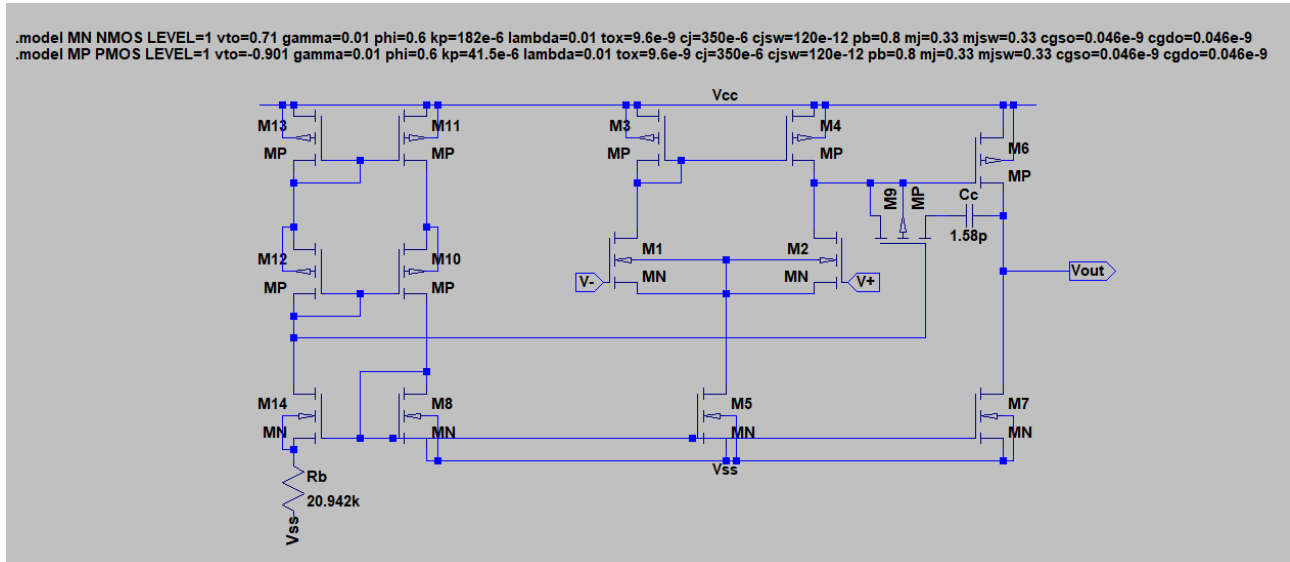 .model MN NMOS LEVEL=1 vto=0.71 gamma=0.01 phi=0.6 kp=182e-6 lambda=0.01 tox=9.6e-9 cj=350e-6 cjsw=120e-12 pb=0.8 mj=0.33 mjsw=0.33 cgso=0.046e-9 cgdo=0.046e-9
.model MP PMOS LEVEL=1 vto=-0.901 gamma=0.01 phi=0.6 kp=41.5e-6 lambda=0.01 tox=9.6e-9 cj=350e-6 cjsw=120e-12 pb=0.8 mj=0.33 mjsw=0.33 cgso=0.046e-9 cgdo=0.046e-9
Vcc
M13
MP
M11
MP
M3
MP
M4
MP
M6
MP
M9
MP
Cc
1.58p
M12
MP
M10
MP
M1
MN
M2
MN
V-
V+
Vout
M14
MN
M8
MN
M5
MN
M7
MN
Vss
Rb
20.942k
Vss